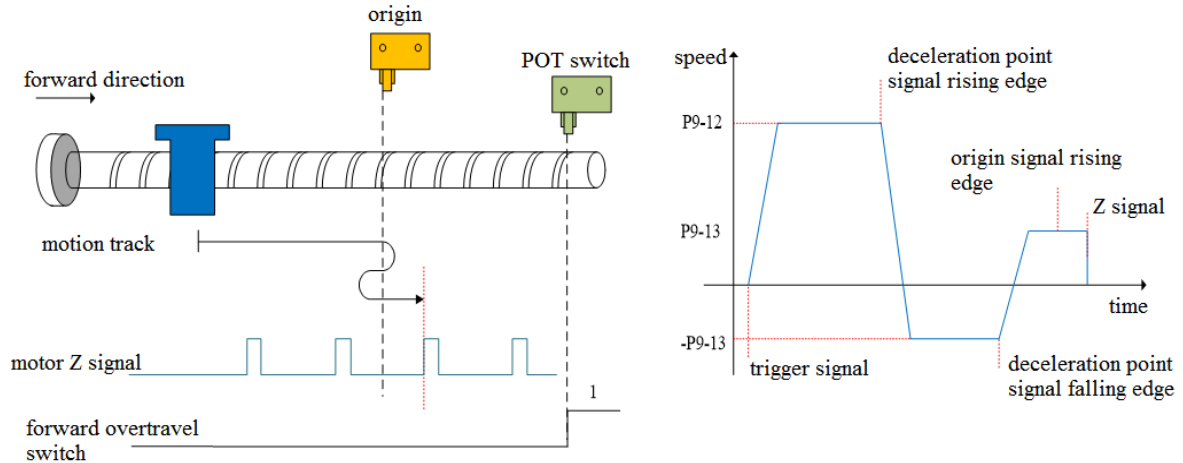 origin
POT switch
forward direction
motion track
motor Z signal
1
forward overtravel
switch
speed
deceleration point
signal rising edge
P9-12
origin signal rising
edge
Z signal
P9-13
time
-P9-13
trigger signal
deceleration point
signal falling edge